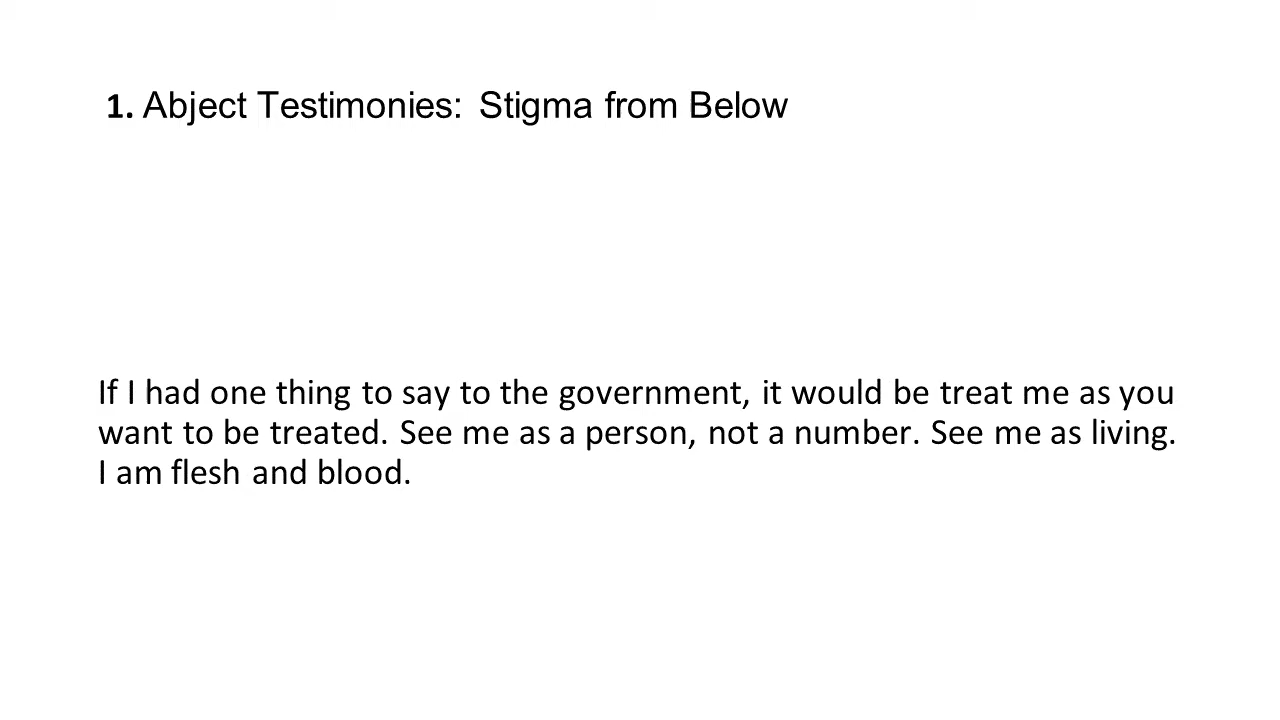 1. Abject Testimonies: Stigma from Below
If I had one thing to say to the government, it would be treat me as you
want to be treated. See me as a person, not a number. See me as living.
I am flesh and blood.